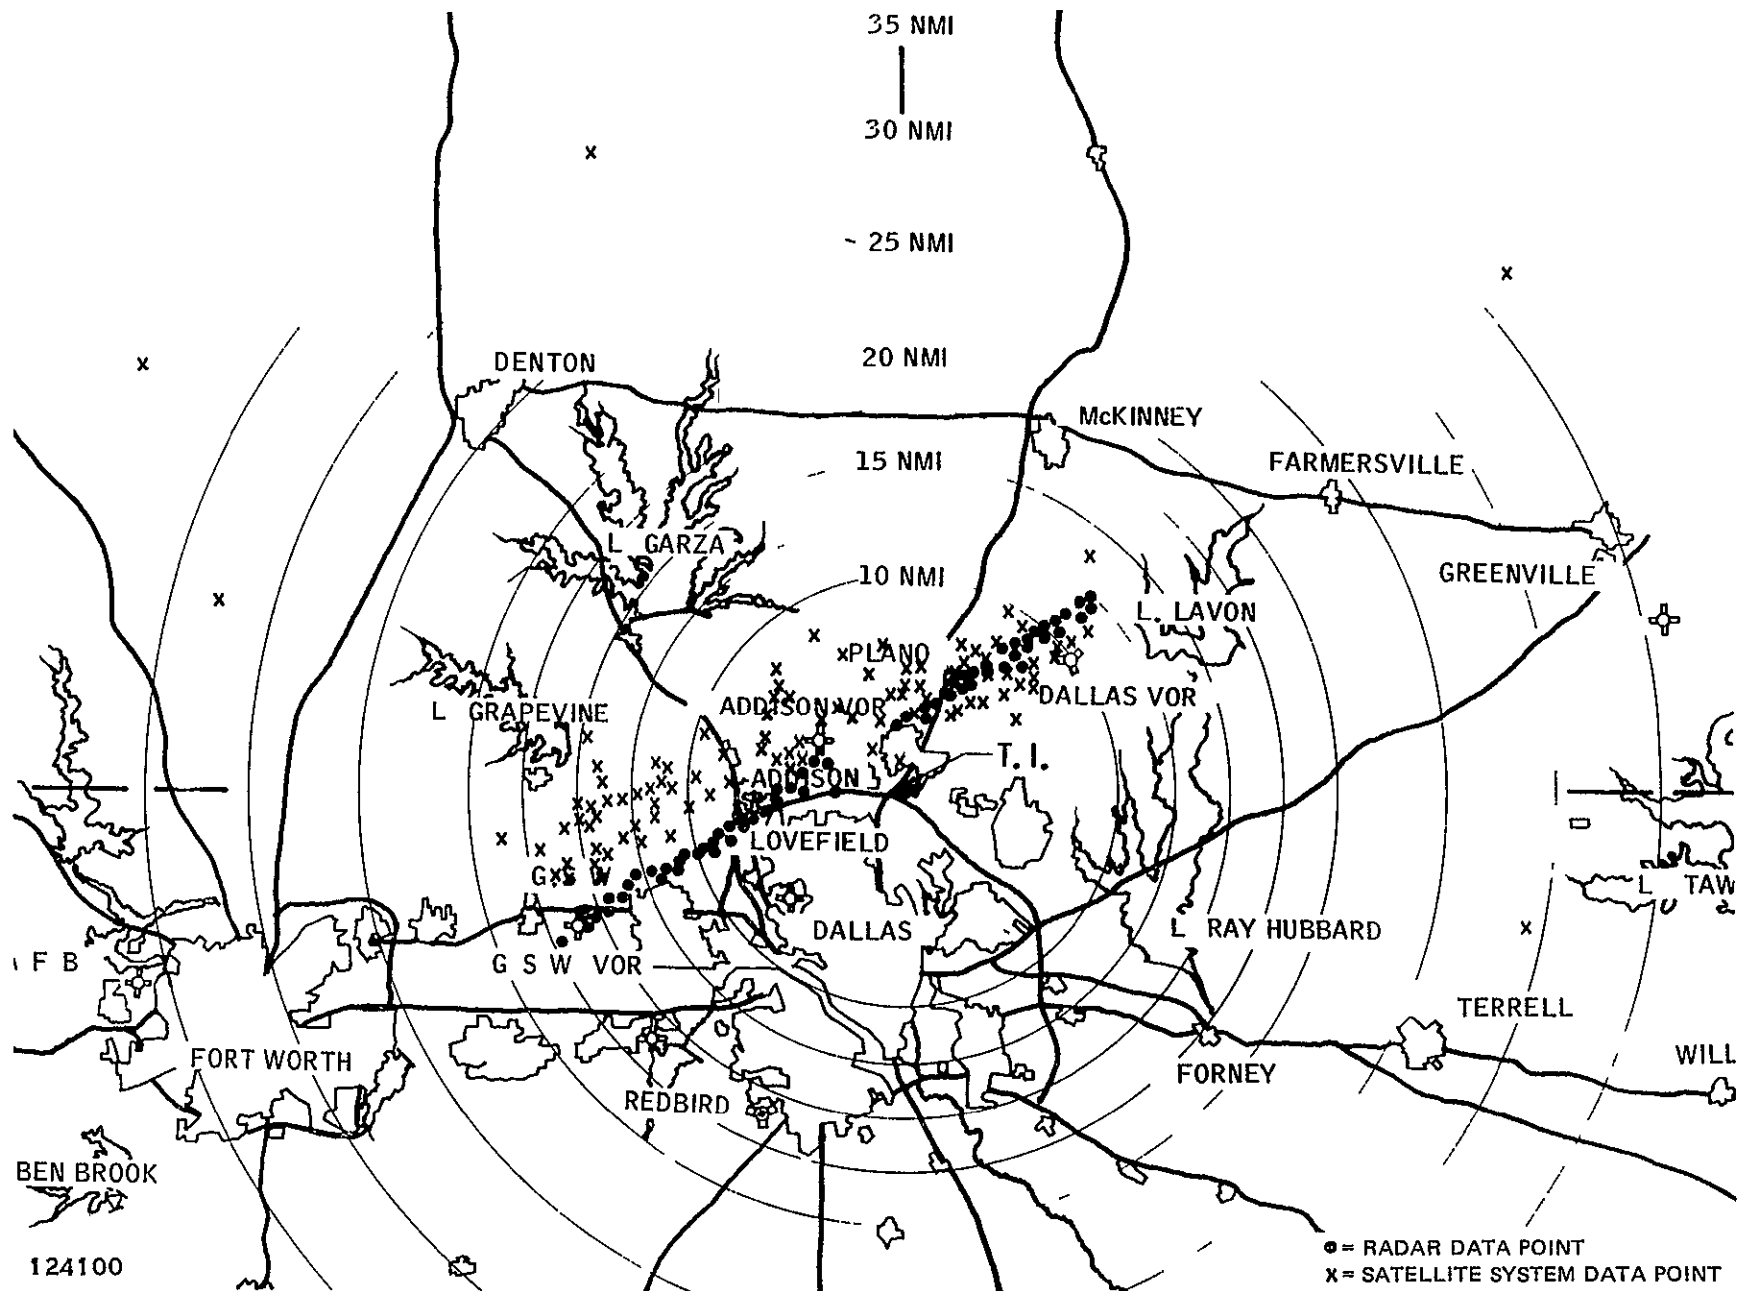 35 NMI
30 NMI
25 NMI
20 NMI
DENTON
McKINNEY
15 NMI
FARMERSVILLE
L GARZA
10 NMI
GREENVILLE
L. LAVON
PLANO
DALLAS VOR
ADDISON VOR
L GRAPEVINE
T. I.
ADDISON
LOVEFIELD
G S W
L TAW
DALLAS
L RAY HUBBARD
F B
G S W VOR
TERRELL
FORT WORTH
WILL
FORNEY
REDBIRD
BEN BROOK
124100
= RADAR DATA POINT
X = SATELLITE SYSTEM DATA POINT